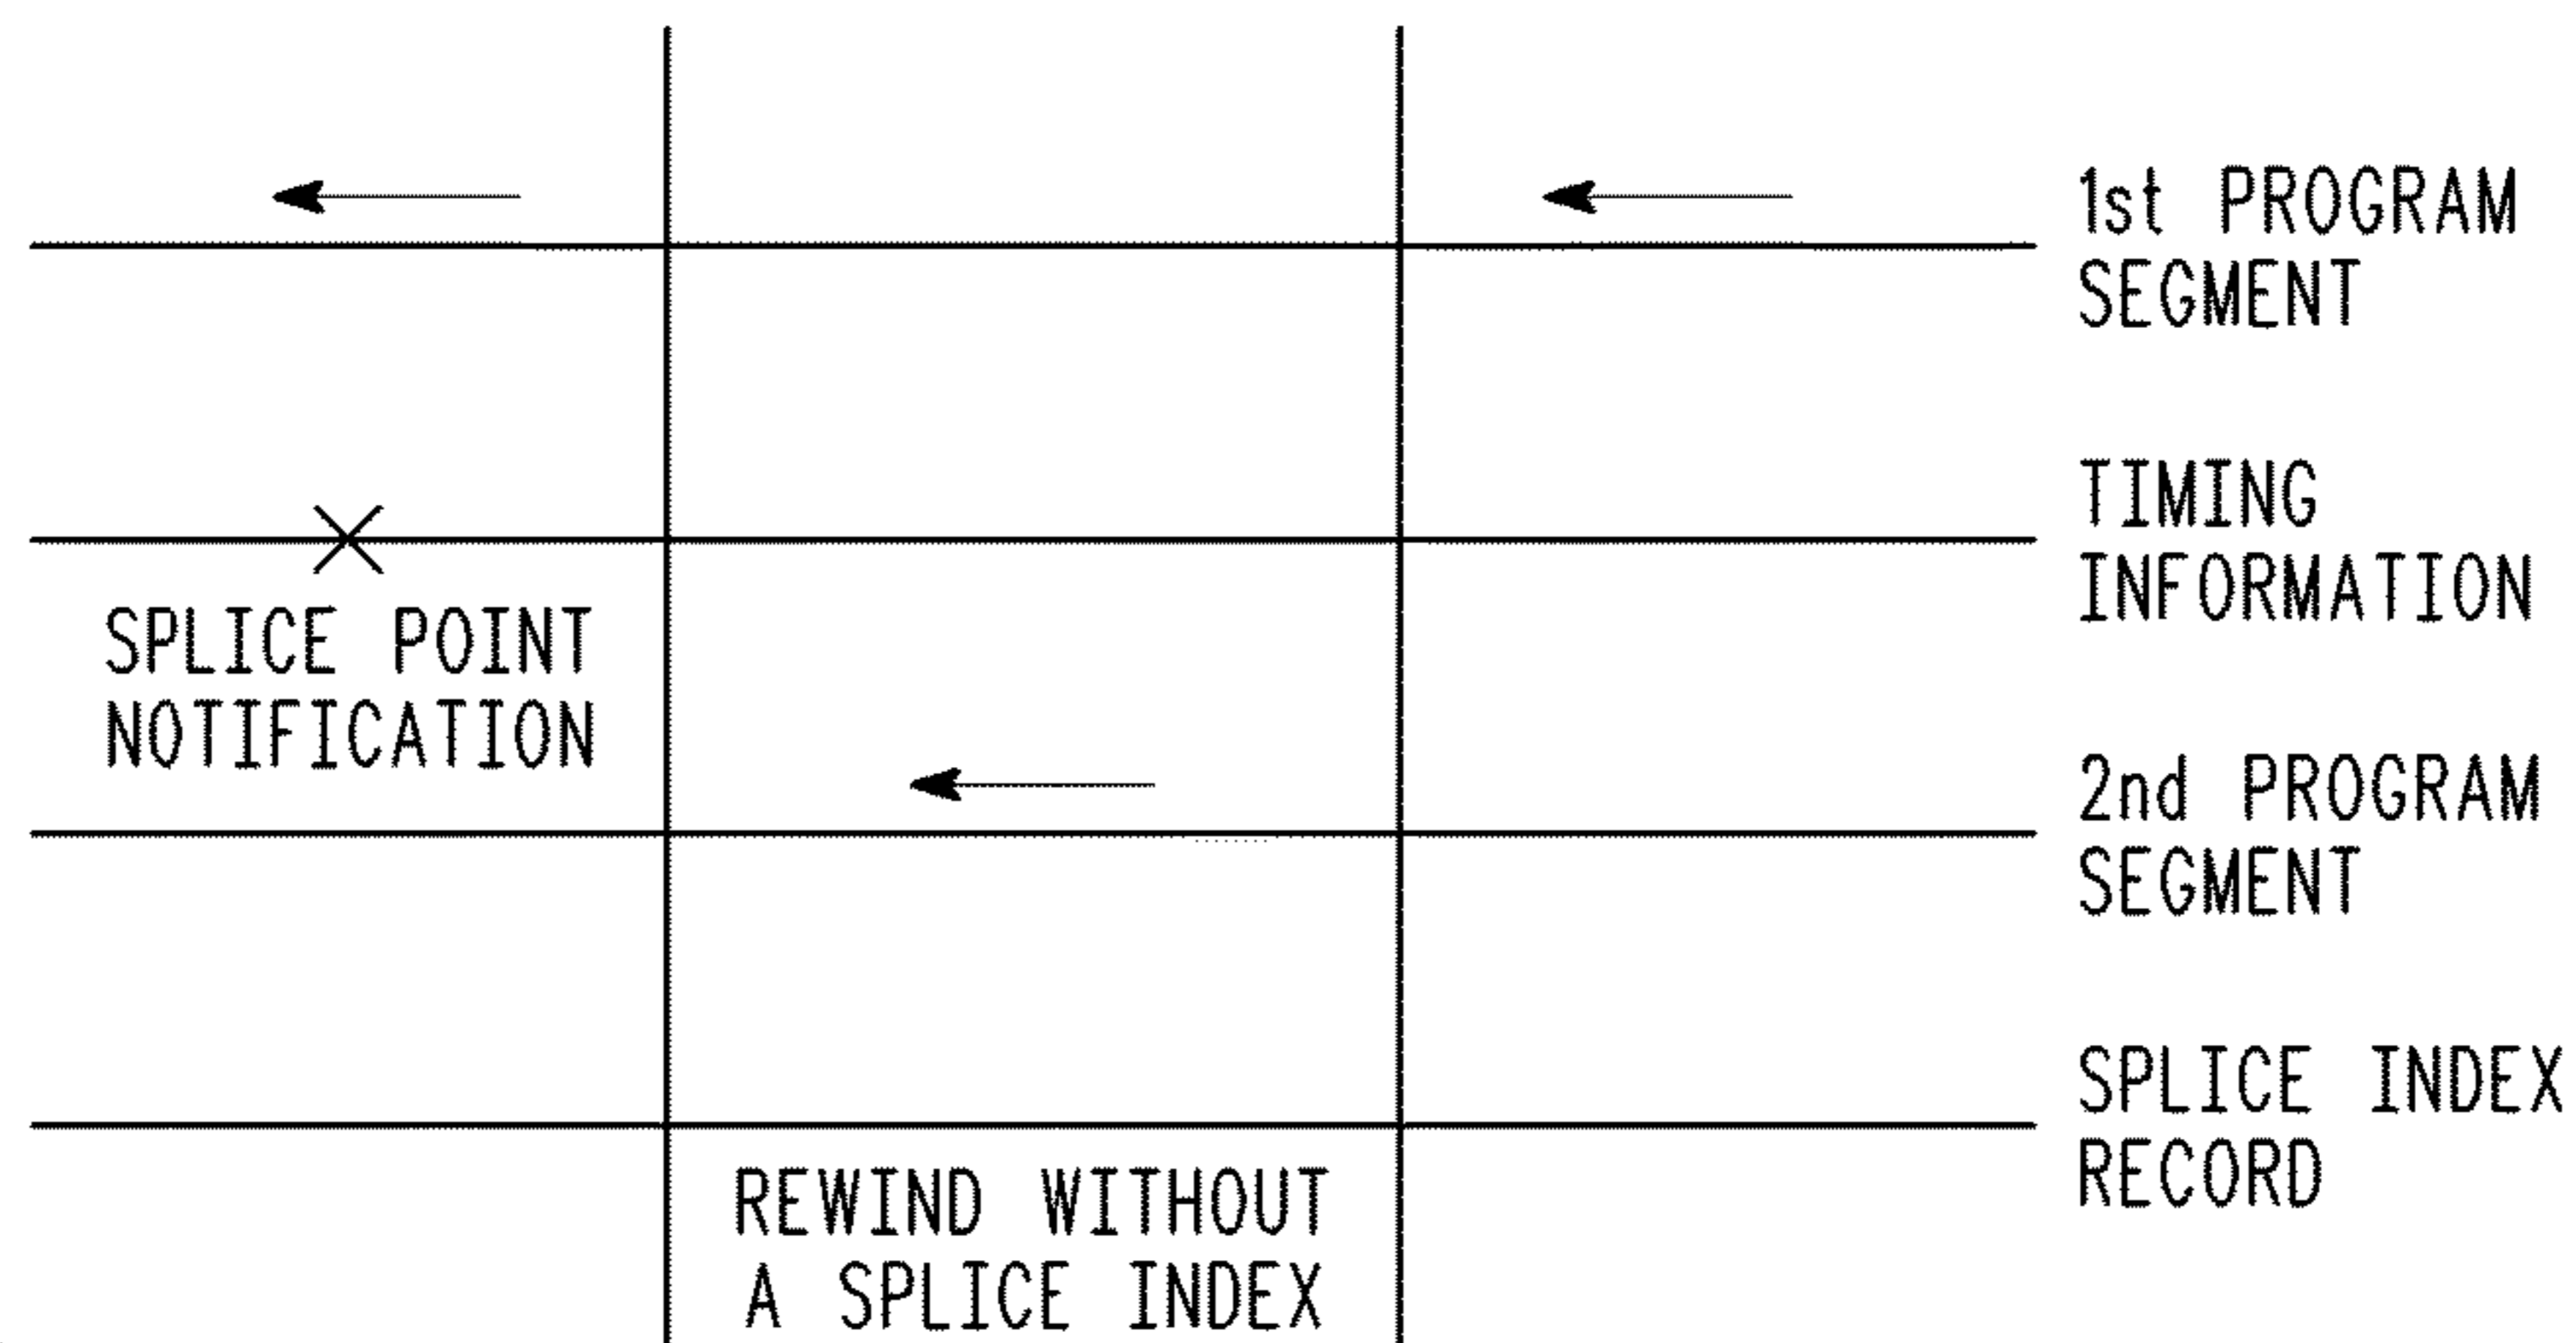 1st PROGRAM
SEGMENT
TIMING
INFORMATION
SPLICE POINT
NOTIFICATION
2nd PROGRAM
SEGMENT
SPLICE INDEX
RECORD
REWIND WITHOUT
A SPLICE INDEX